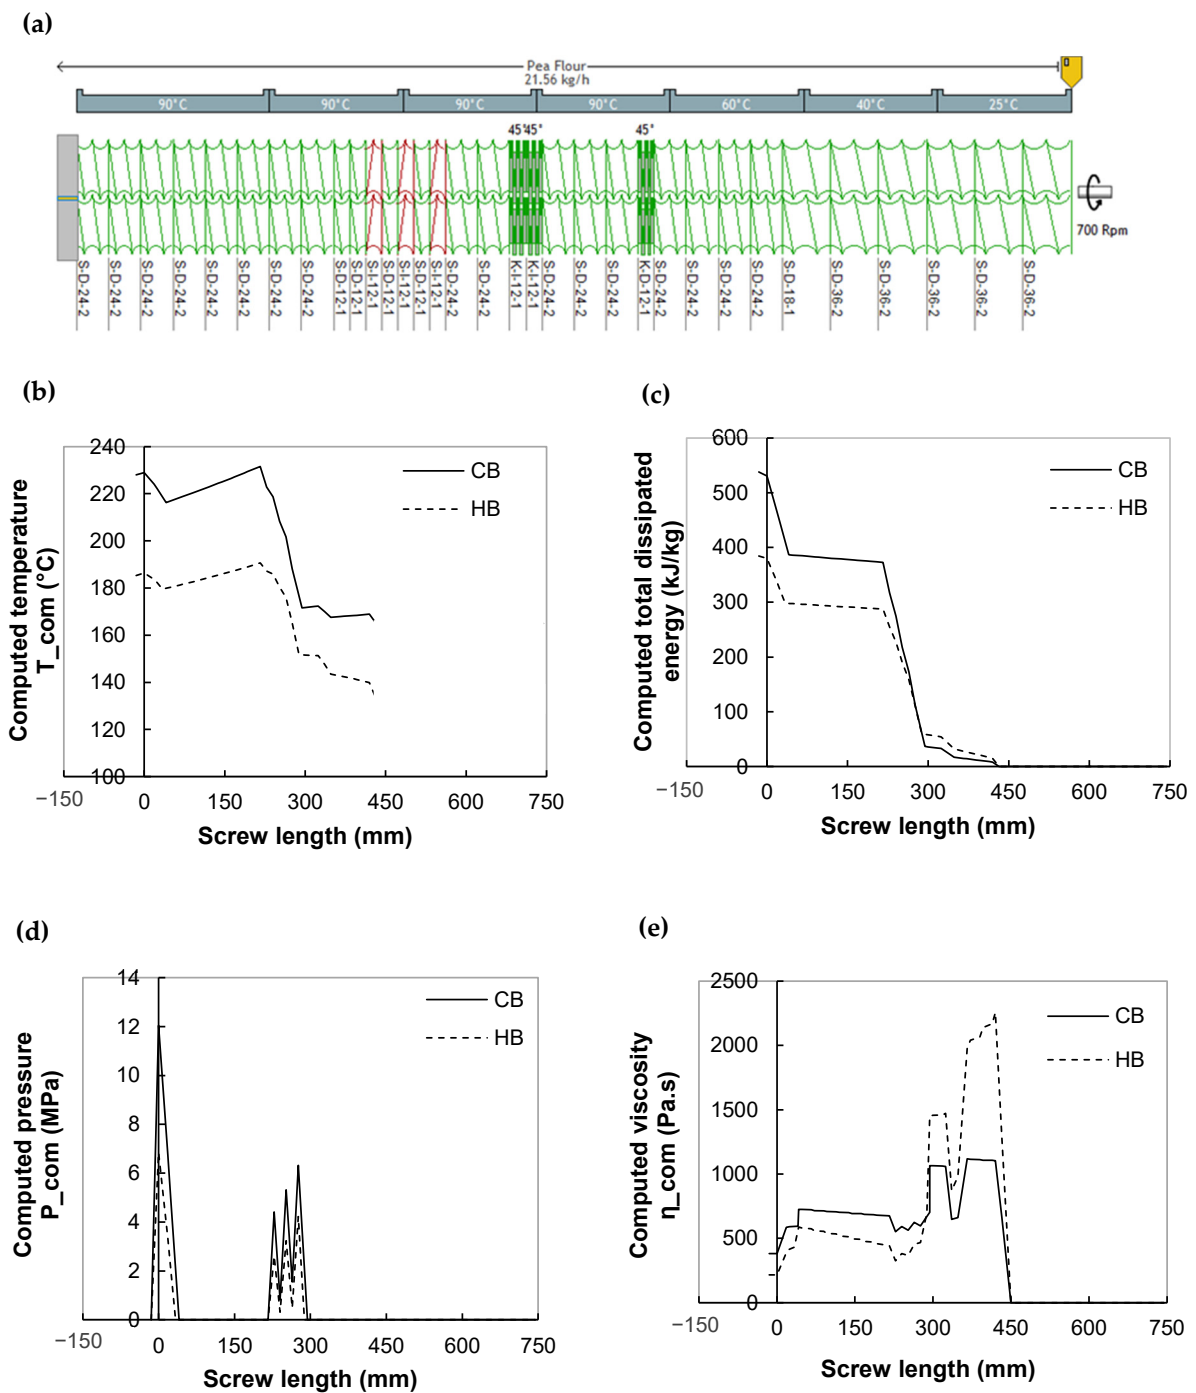 (a)
Pea Flour
21.56 kg/h
90°C
90°C
90°C
90°C
60°C
40°C
25°C
45°
45°
45°
700 Rpm
S-D-24-2
S-D-24-2
S-D-24-2
S-D-24-2
S-D-24-2
S-D-24-2
S-D-24-2
S-D-24-2
S-D-12-1
S-D-12-1
S-I-12-1
S-D-12-1
S-I-12-1
S-D-12-1
S-I-12-1
S-D-24-2
S-D-24-2
K-I-12-1
K-I-12-1
S-D-24-2
S-D-24-2
S-D-24-2
K-D-12-1
S-D-24-2
S-D-24-2
S-D-24-2
S-D-24-2
S-D-18-1
S-D-36-2
S-D-36-2
S-D-36-2
S-D-36-2
S-D-36-2
(b)
Computed temperature
T_com (°C)
240
220
200
180
160
140
120
100
CB
HB
−150
0
150
300
450
600
750
Screw length (mm)
(c)
Computed total dissipated
energy (kJ/kg)
600
500
400
300
200
100
0
CB
HB
−150
0
150
300
450
600
750
Screw length (mm)
(d)
Computed pressure
P_com (MPa)
14
12
10
8
6
4
2
0
CB
HB
−150
0
150
300
450
600
750
Screw length (mm)
(e)
Computed viscosity
η_com (Pa.s)
2500
2000
1500
1000
500
0
CB
HB
−150
0
150
300
450
600
750
Screw length (mm)